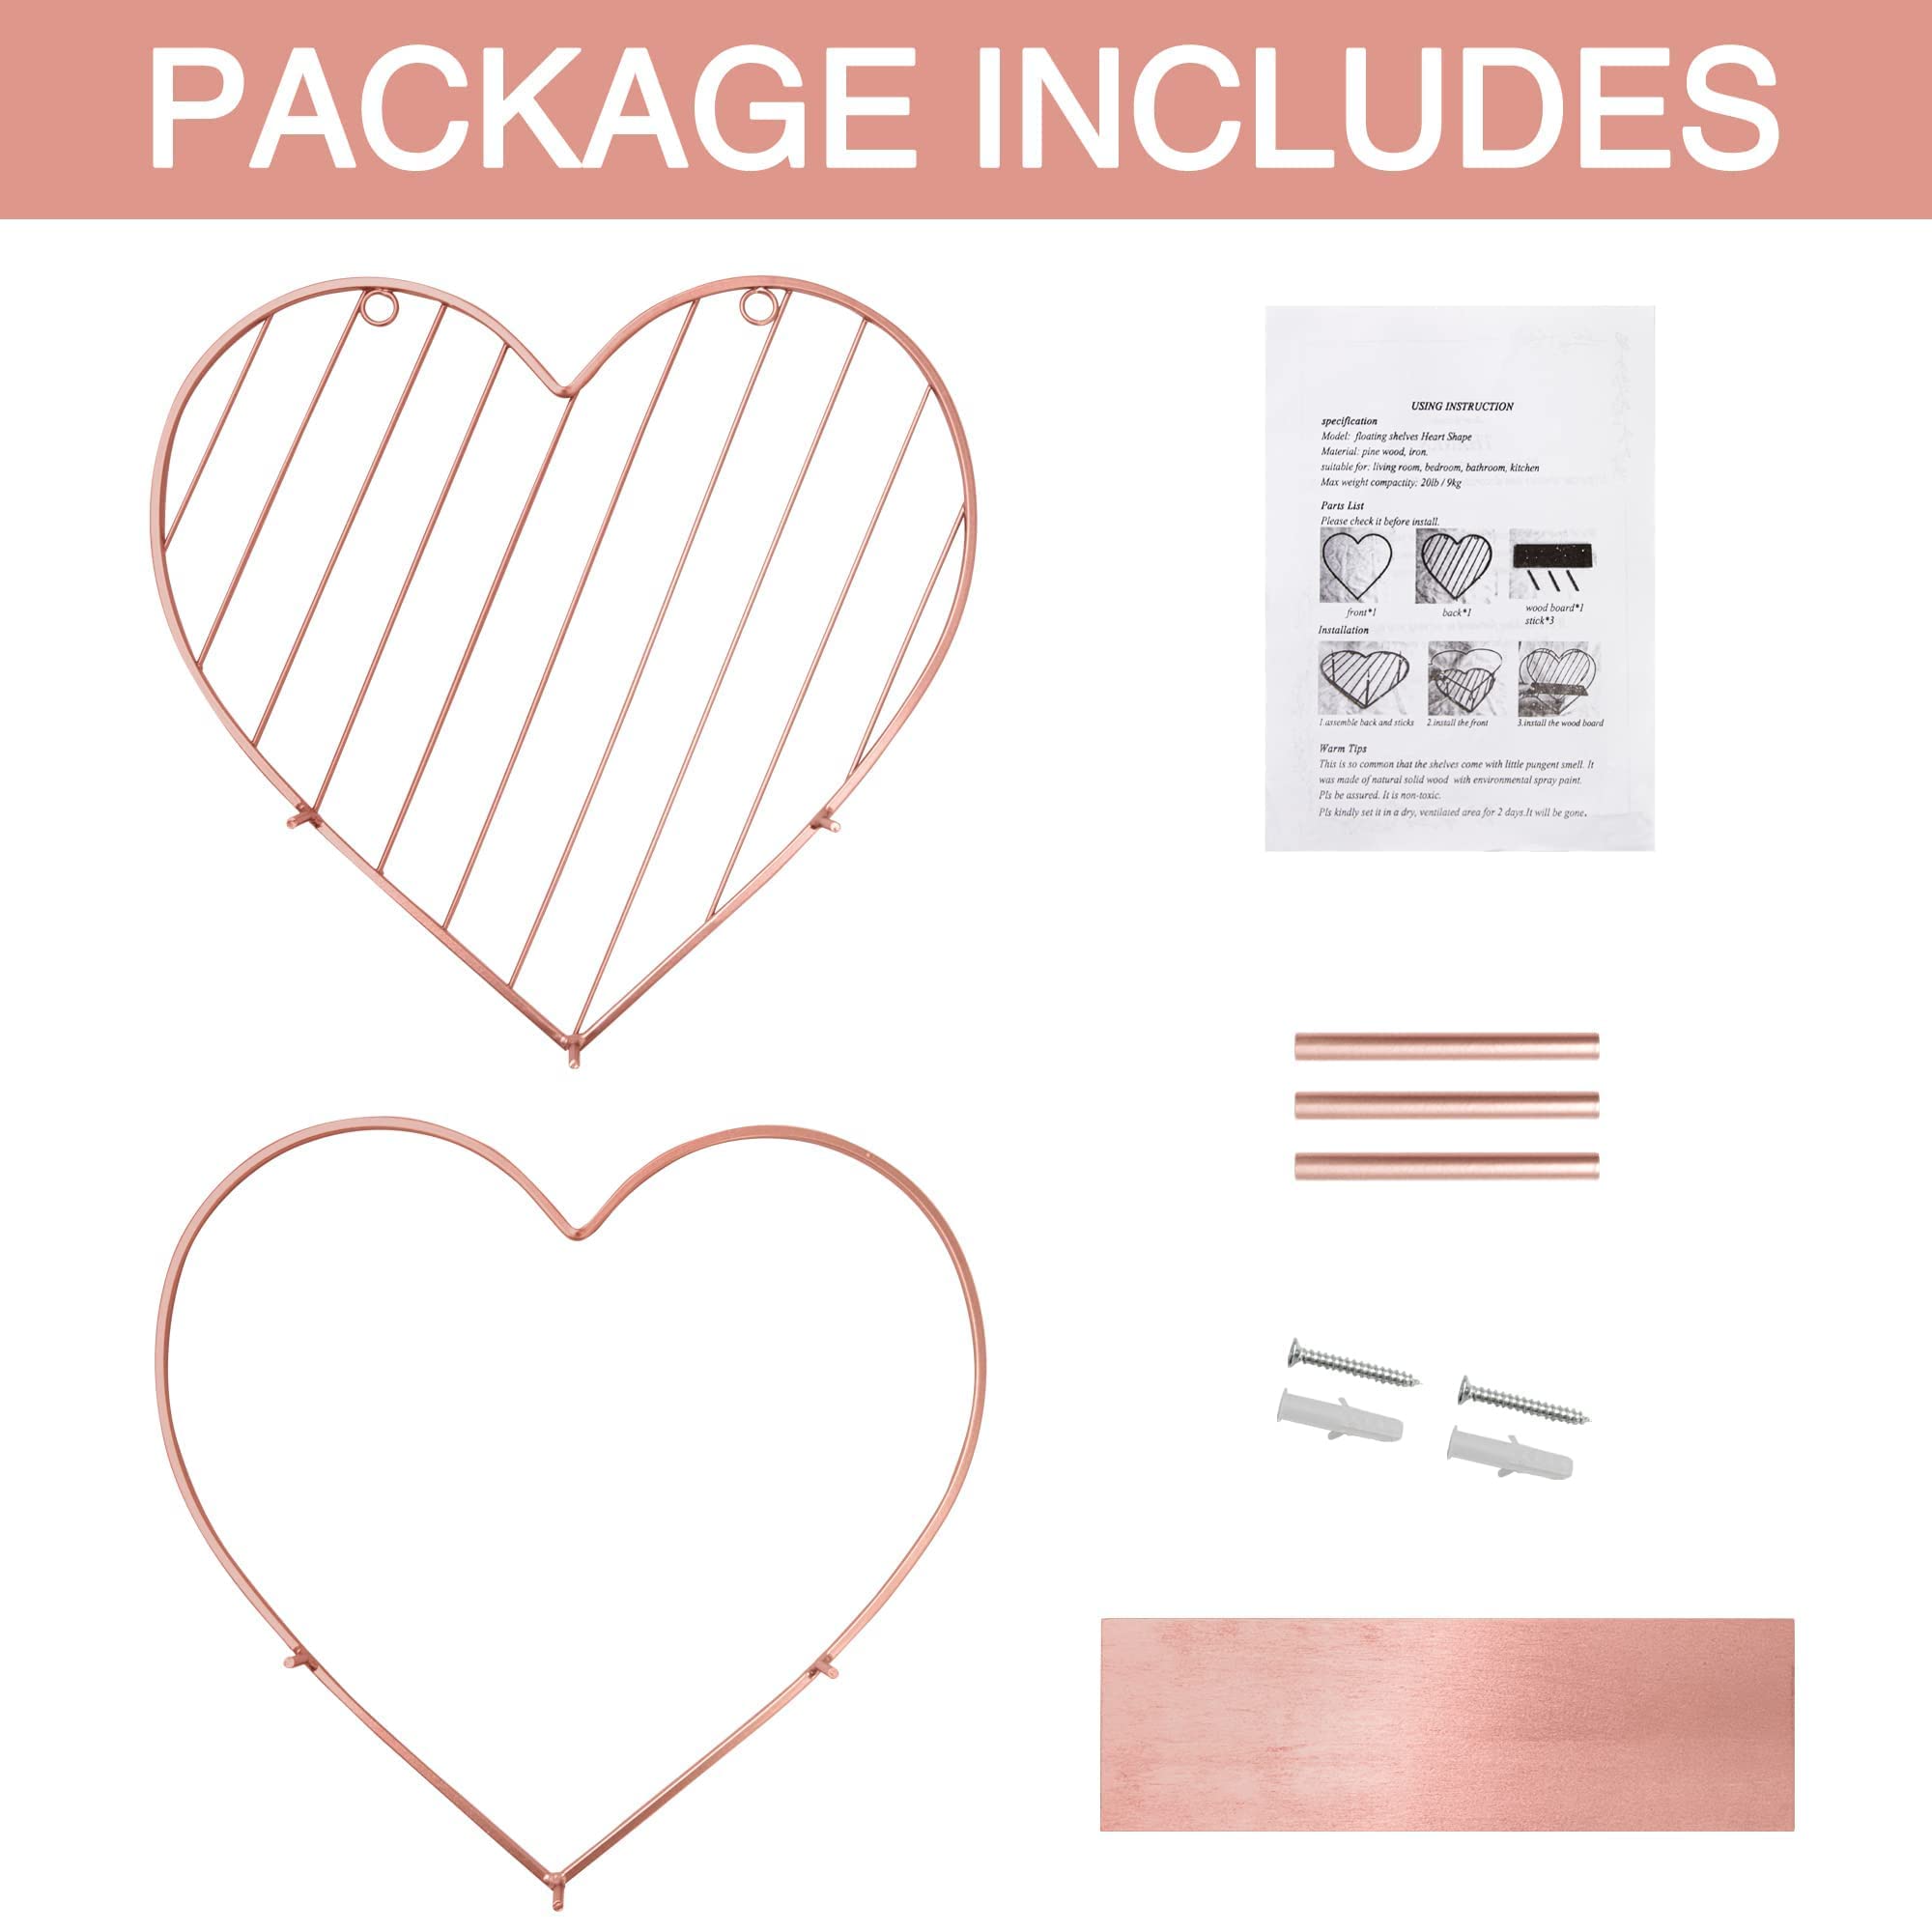 PACKAGE INCLUDES
USING INSTRUCTION
specification
Model: floating shelves Heart Shape
Material: pine wood, iron.
suitable for: living room, bedroom, bathroom, kitchen
Max weight compactity: 20lb / 9kg
Parts List
Please check it before install.
front*1
back*1
wood board*1
stick*3
Installation
1.assemble back and sticks
2.install the front
3.install the wood board
Warm Tips
This is so common that the shelves come with little pungent smell. It
was made of natural solid wood with environmental spray paint.
Pls be assured. It is non-toxic.
Pls kindly set it in a dry, ventilated area for 2 days.It will be gone.